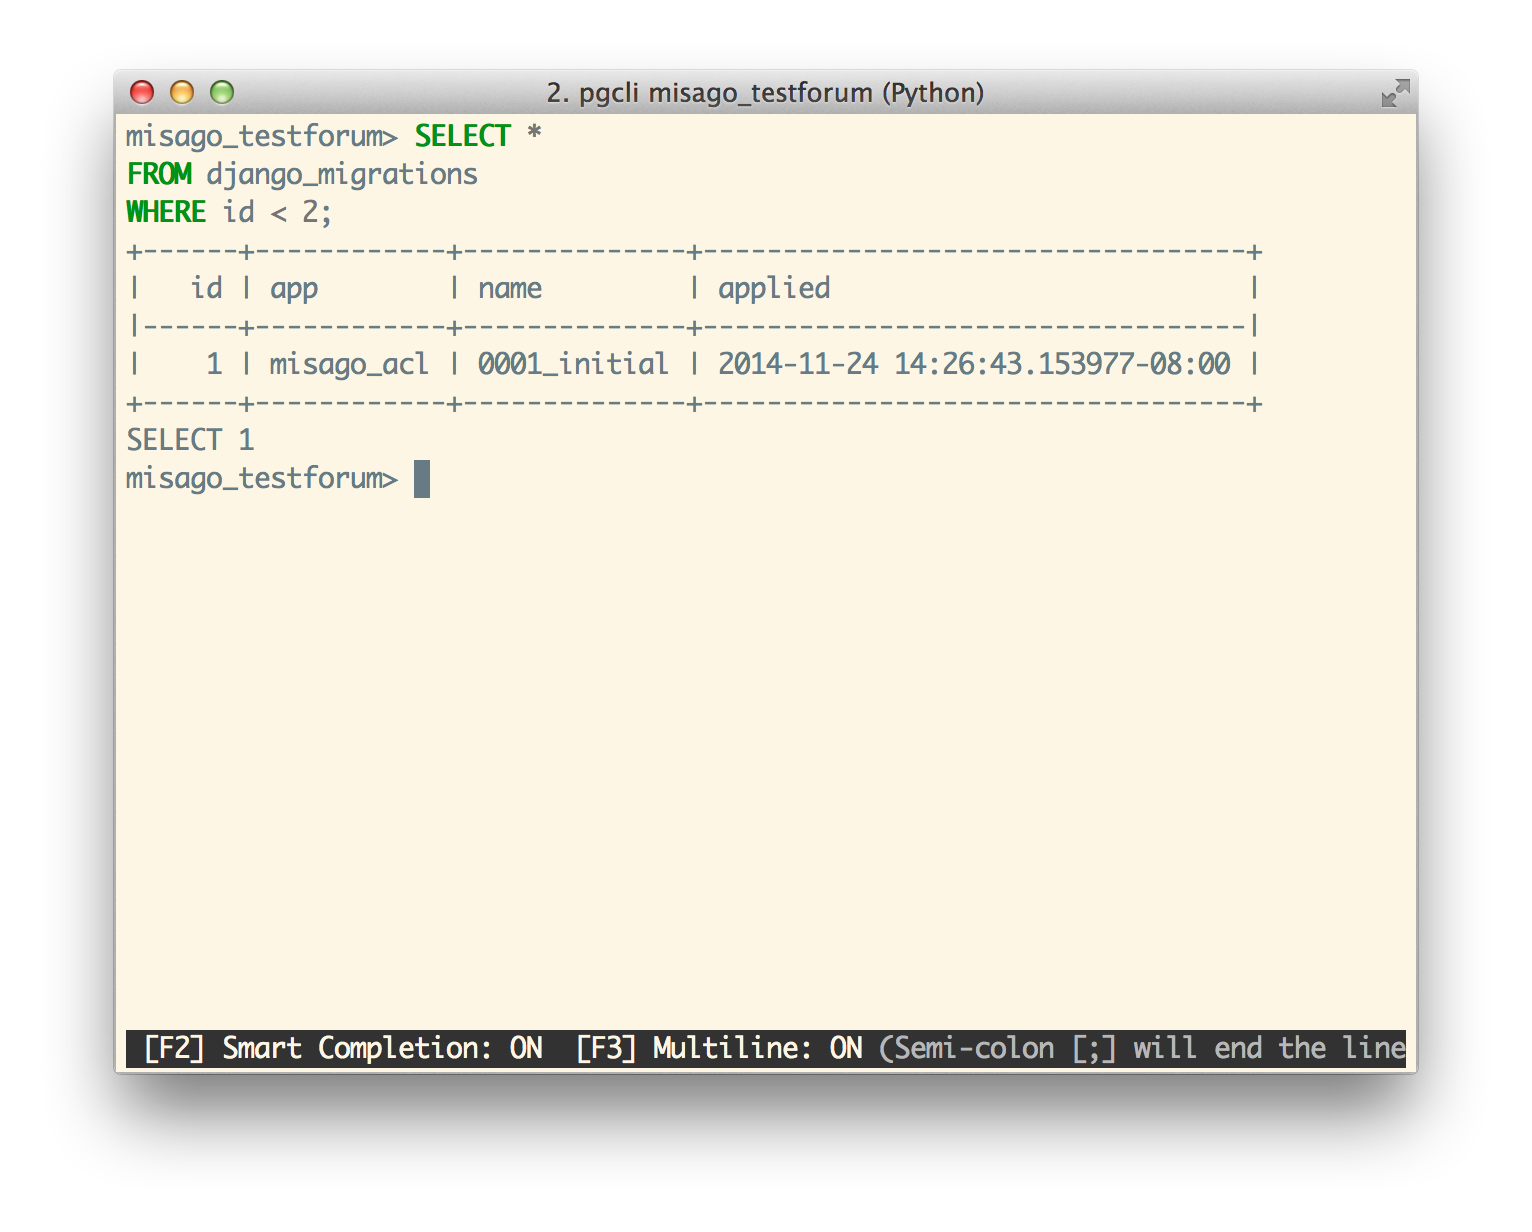 2. pgcli misago_testforum (Python)
misago_testforum> SELECT *
FROM django_migrations
WHERE id < 2;
+------+------------+--------------+----------------------------------+
|   id | app        | name         | applied                          |
|------+------------+--------------+----------------------------------|
|    1 | misago_acl | 0001_initial | 2014-11-24 14:26:43.153977-08:00 |
+------+------------+--------------+----------------------------------+
SELECT 1
misago_testforum>
[F2] Smart Completion: ON  [F3] Multiline: ON (Semi-colon [;] will end the line